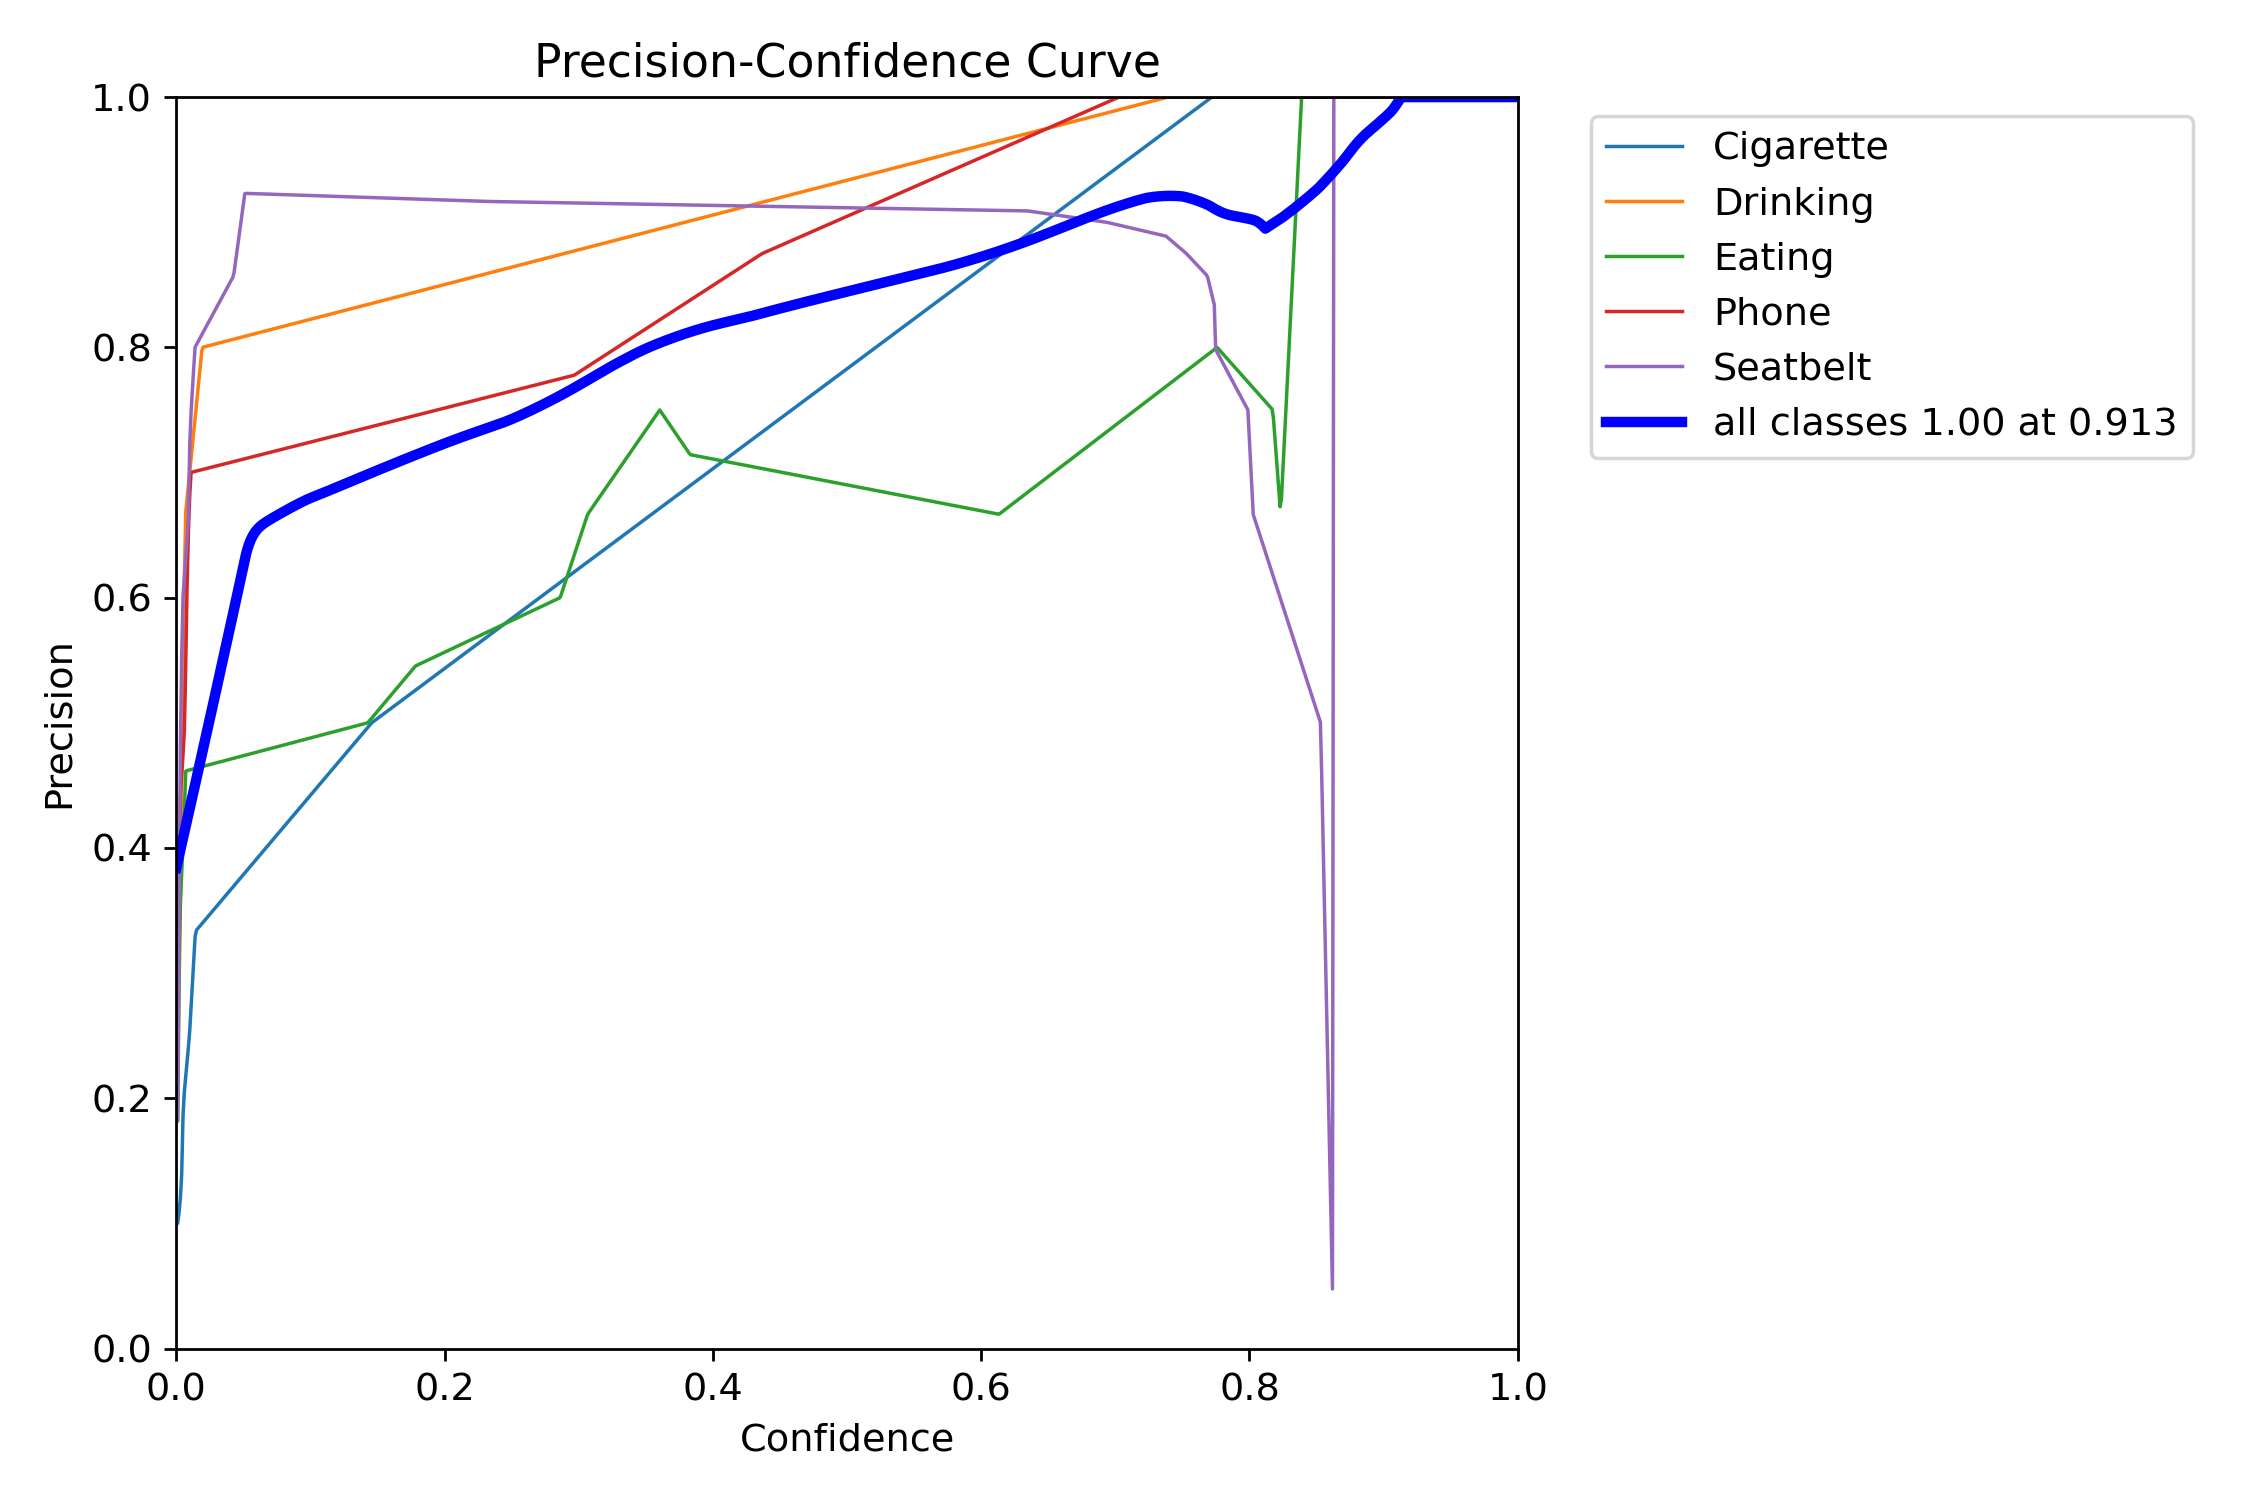 Precision-Confidence Curve
1.0
0.8
0.6
0.4
0.2
0.0
Precision
0.0 0.2 0.4 0.6 0.8 1.0
Confidence
Cigarette
Drinking
Eating
Phone
Seatbelt
all classes 1.00 at 0.913